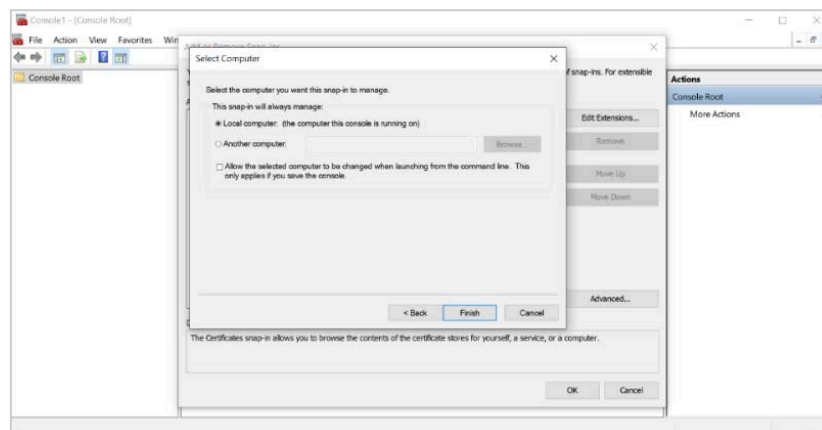 Console1 - [Console Root]
File Action View Favorites Win
Add or Remove Snap-ins
Select Computer
Console Root
f snap-ins. For extensible
Select the computer you want this snap-in to manage.
This snap-in will always manage:
Local computer: (the computer this console is running on)
Another computer:
Browse...
Allow the selected computer to be changed when launching from the command line. This
only applies if you save the console.
Edit Extensions...
Remove
Move Up
Move Down
Advanced...
< Back
Finish
Cancel
The Certificates snap-in allows you to browse the contents of the certificate stores for yourself, a service, or a computer.
OK
Cancel
Actions
Console Root
More Actions